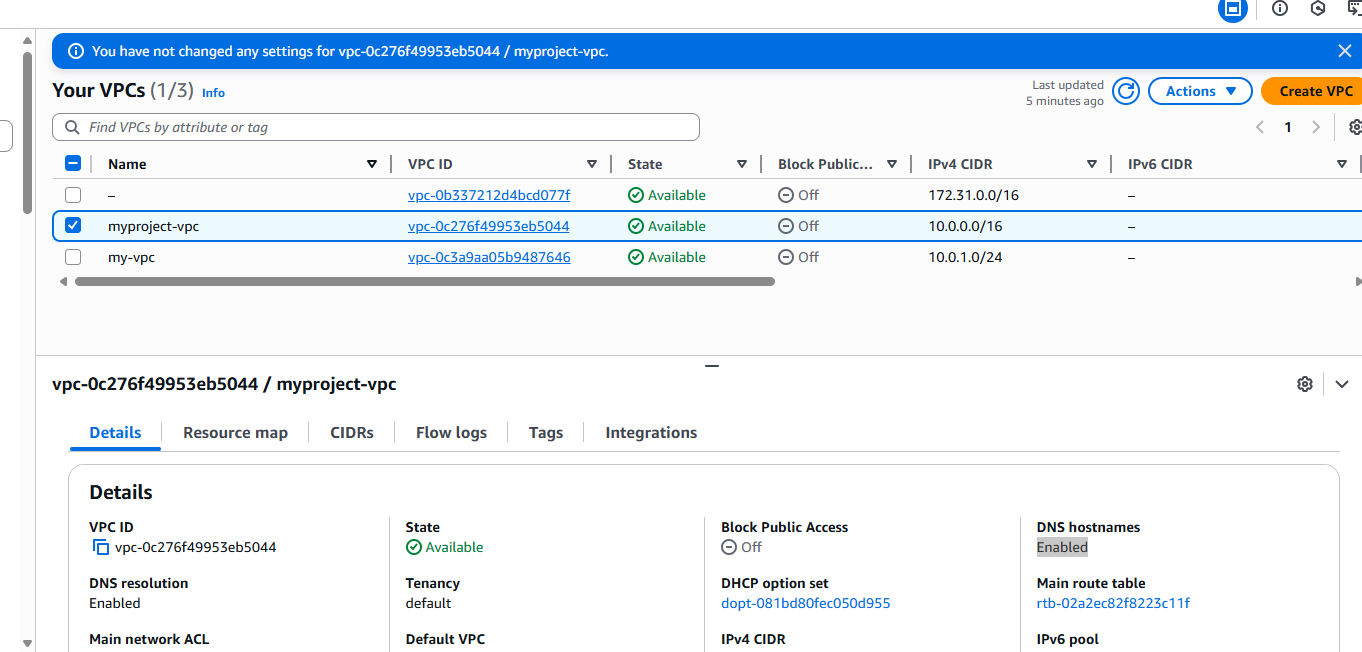 You have not changed any settings for vpc-0c276f49953eb5044 / myproject-vpc.
Your VPCs (1/3) Info
Last updated
5 minutes ago
Actions
Create VPC
Find VPCs by attribute or tag
1
Name VPC ID State Block Public... IPv4 CIDR IPv6 CIDR
– vpc-0b337212d4bcd077f Available Off 172.31.0.0/16 –
myproject-vpc vpc-0c276f49953eb5044 Available Off 10.0.0.0/16 –
my-vpc vpc-0c3a9aa05b9487646 Available Off 10.0.1.0/24 –
vpc-0c276f49953eb5044 / myproject-vpc
Details Resource map CIDRs Flow logs Tags Integrations
Details
VPC ID State Block Public Access DNS hostnames
vpc-0c276f49953eb5044 Available Off Enabled
DNS resolution Tenancy DHCP option set Main route table
Enabled default dopt-081bd80fec050d955 rtb-02a2ec82f8223c11f
Main network ACL Default VPC IPv4 CIDR IPv6 pool